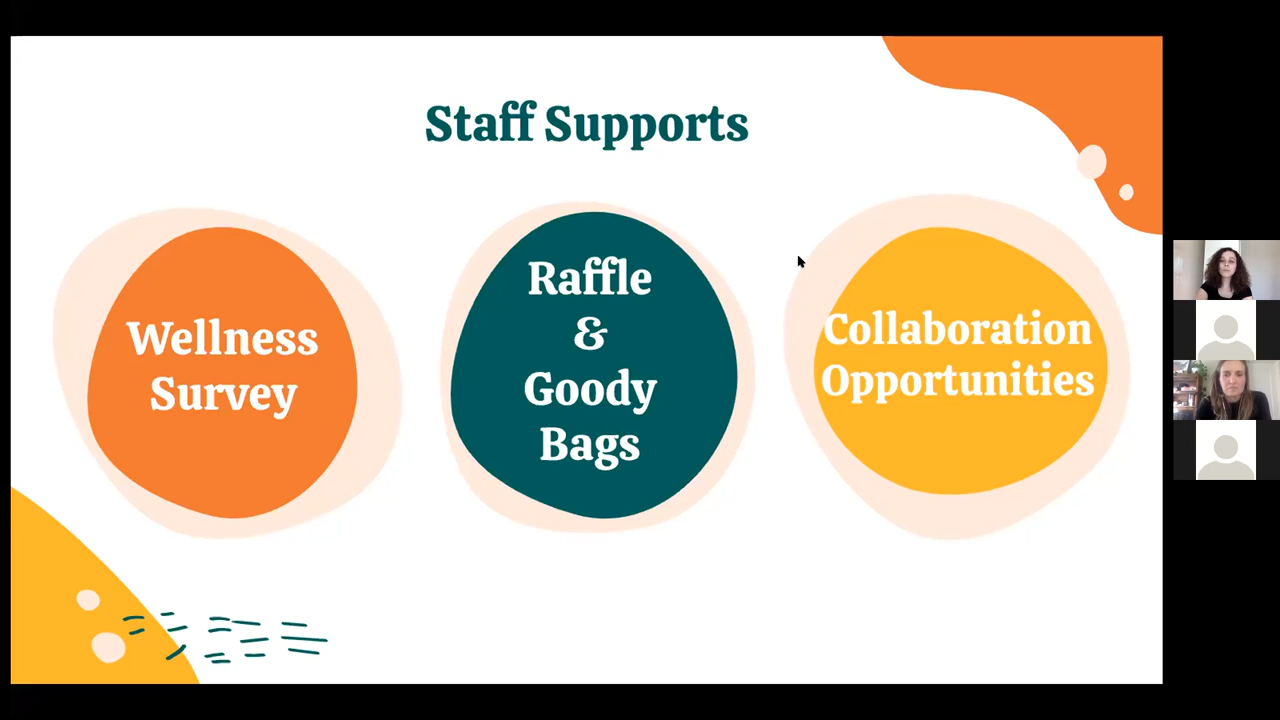 Staff Supports
Wellness
Survey
Raffle
&
Goody
Bags
Collaboration
Opportunities